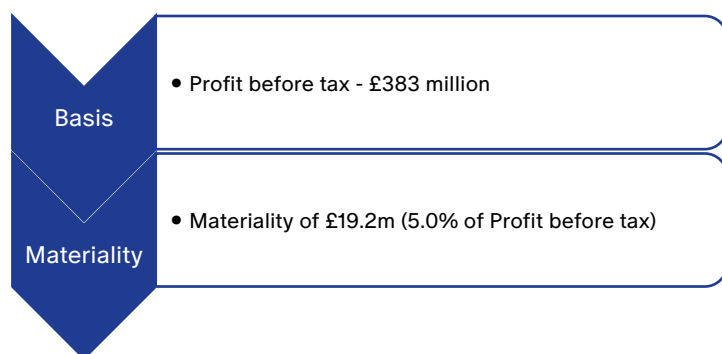 Basis
• Profit before tax - £383 million
Materiality
• Materiality of £19.2m (5.0% of Profit before tax)